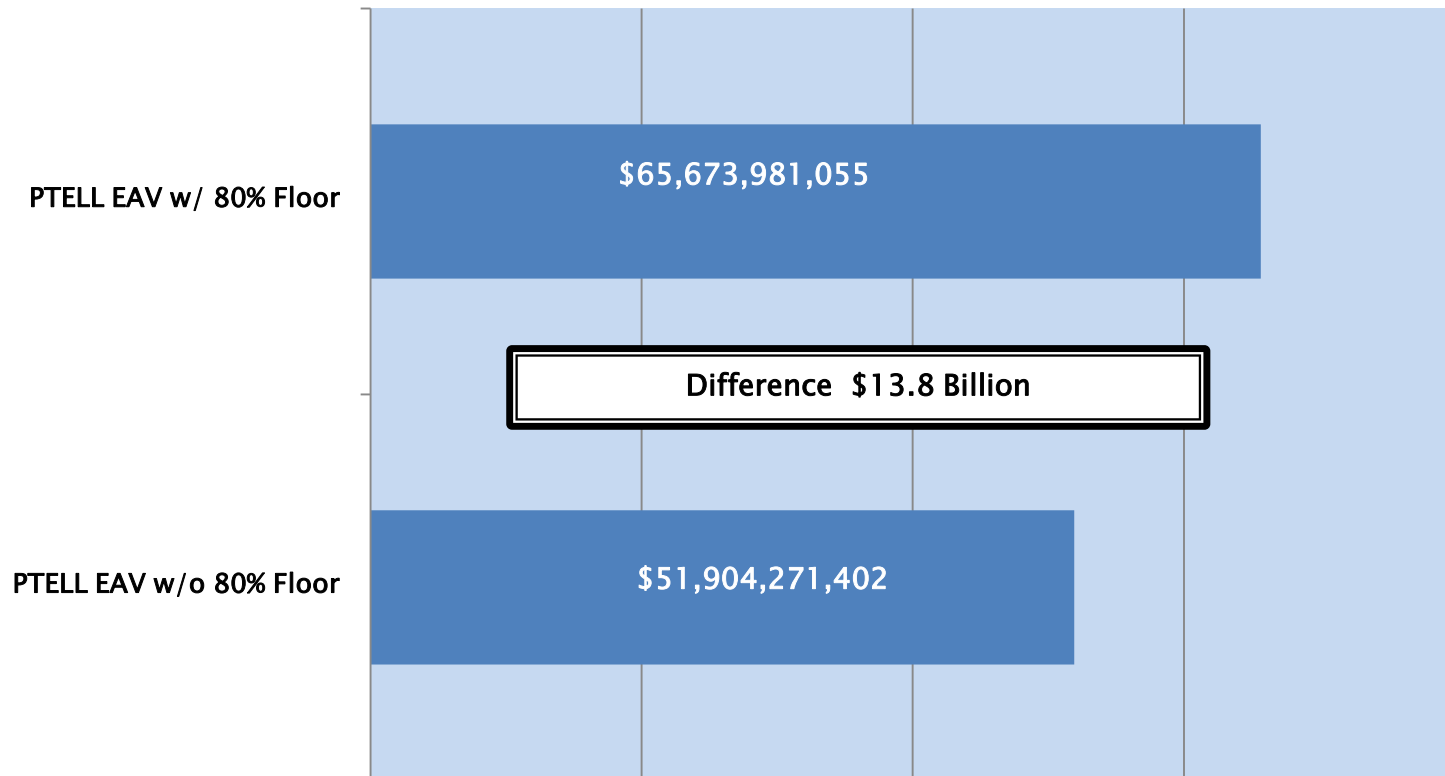 PTELL EAV w/ 80% Floor
$65,673,981,055
Difference  $13.8 Billion
PTELL EAV w/o 80% Floor
$51,904,271,402